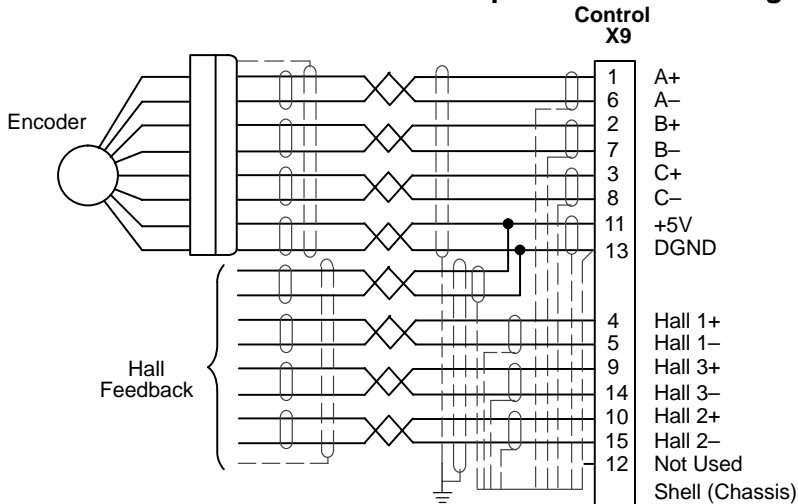 Control
X9
Encoder
1 A+
6 A–
2 B+
7 B–
3 C+
8 C–
11 +5V
13 DGND
4 Hall 1+
5 Hall 1–
9 Hall 3+
14 Hall 3–
10 Hall 2+
15 Hall 2–
12 Not Used
Shell (Chassis)
Hall
Feedback